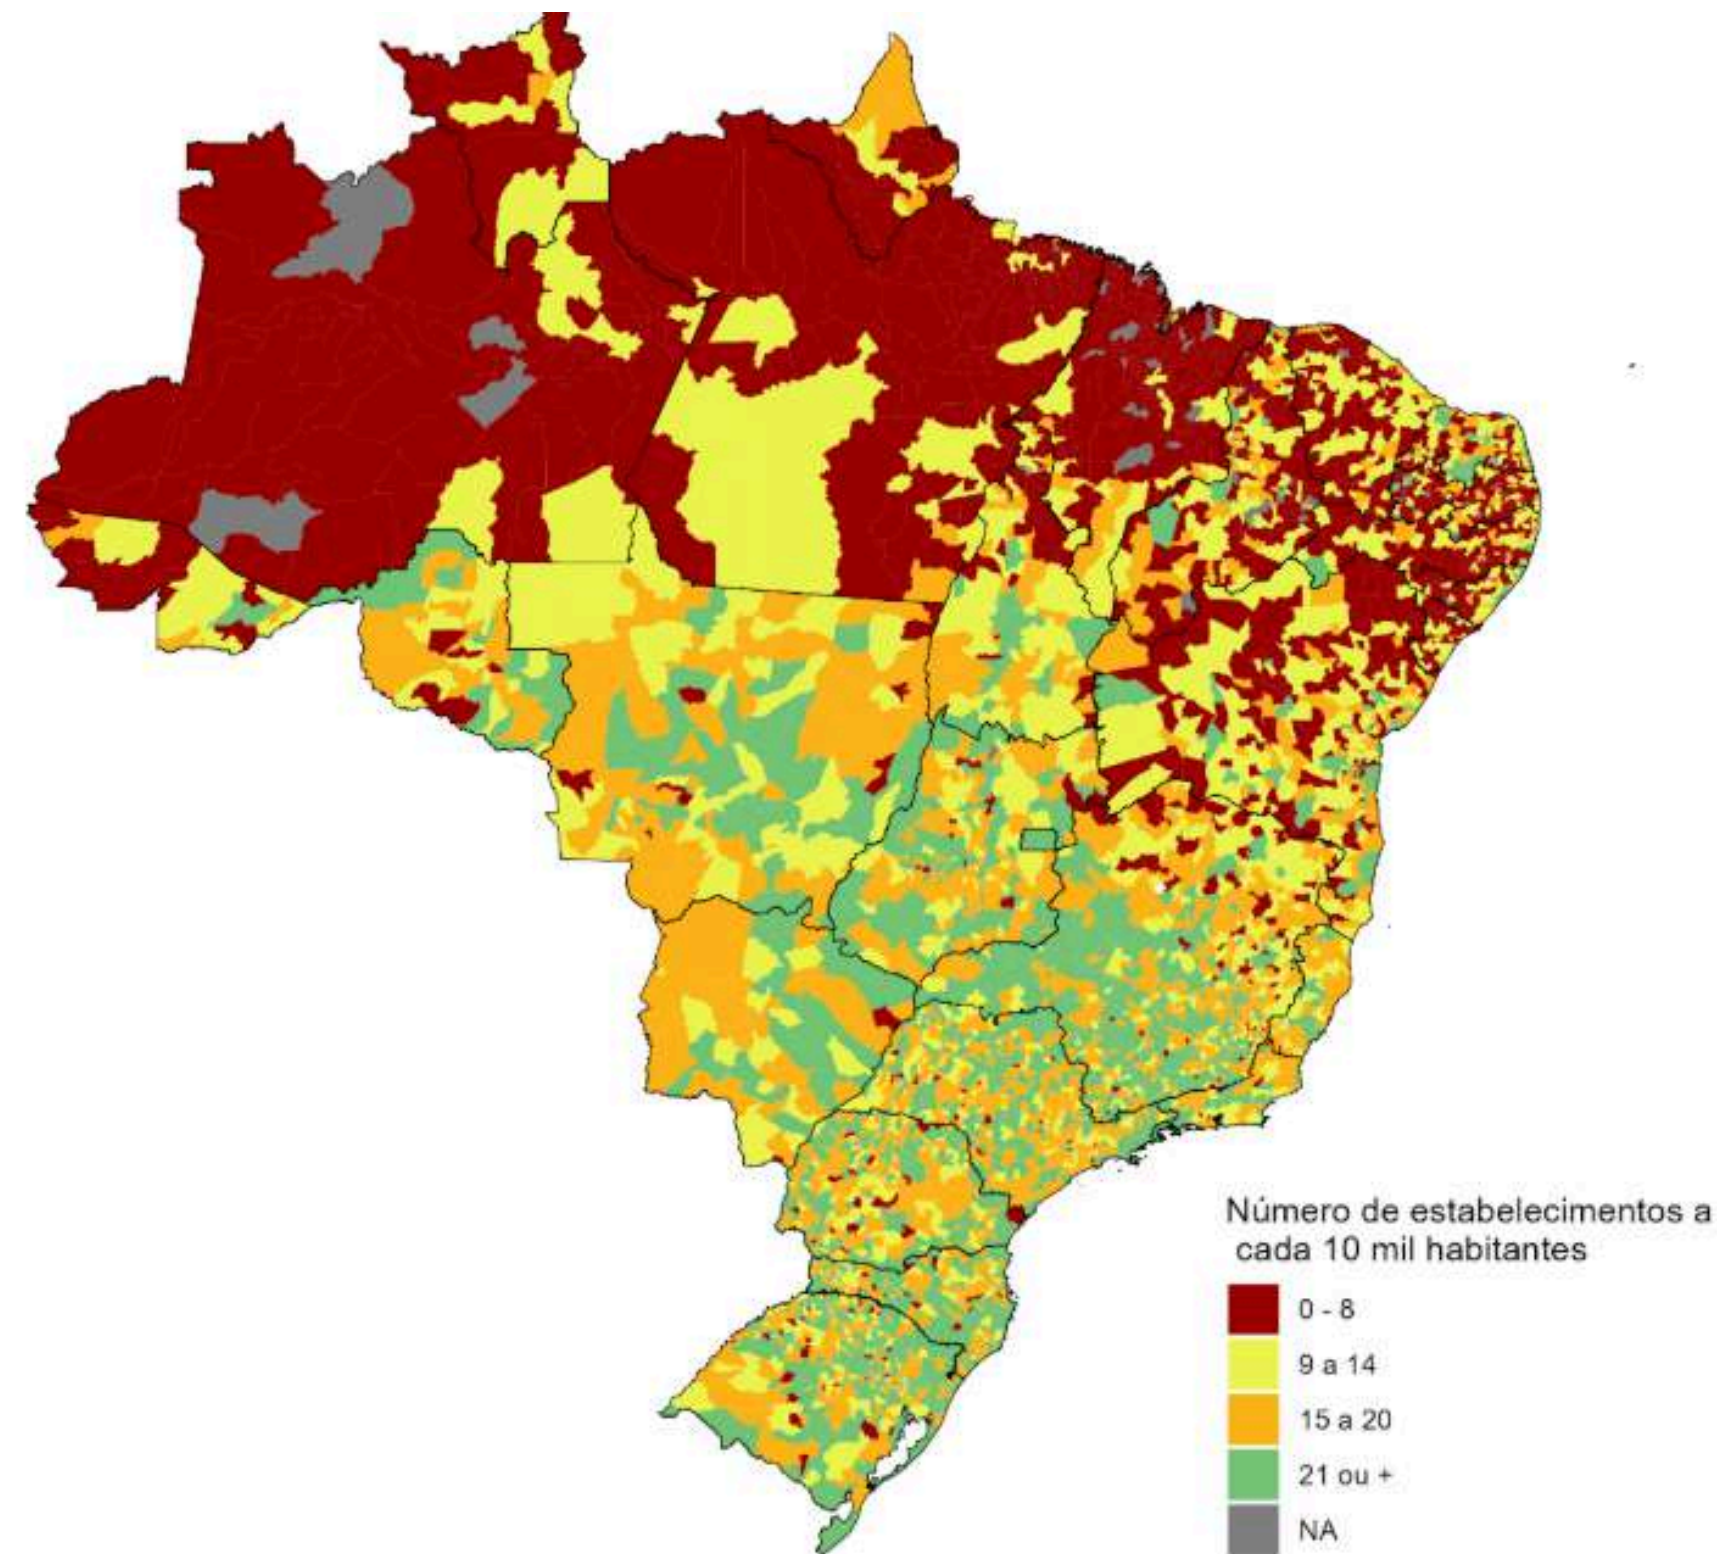 Número de estabelecimentos a
cada 10 mil habitantes
0 - 8
9 a 14
15 a 20
21 ou +
NA